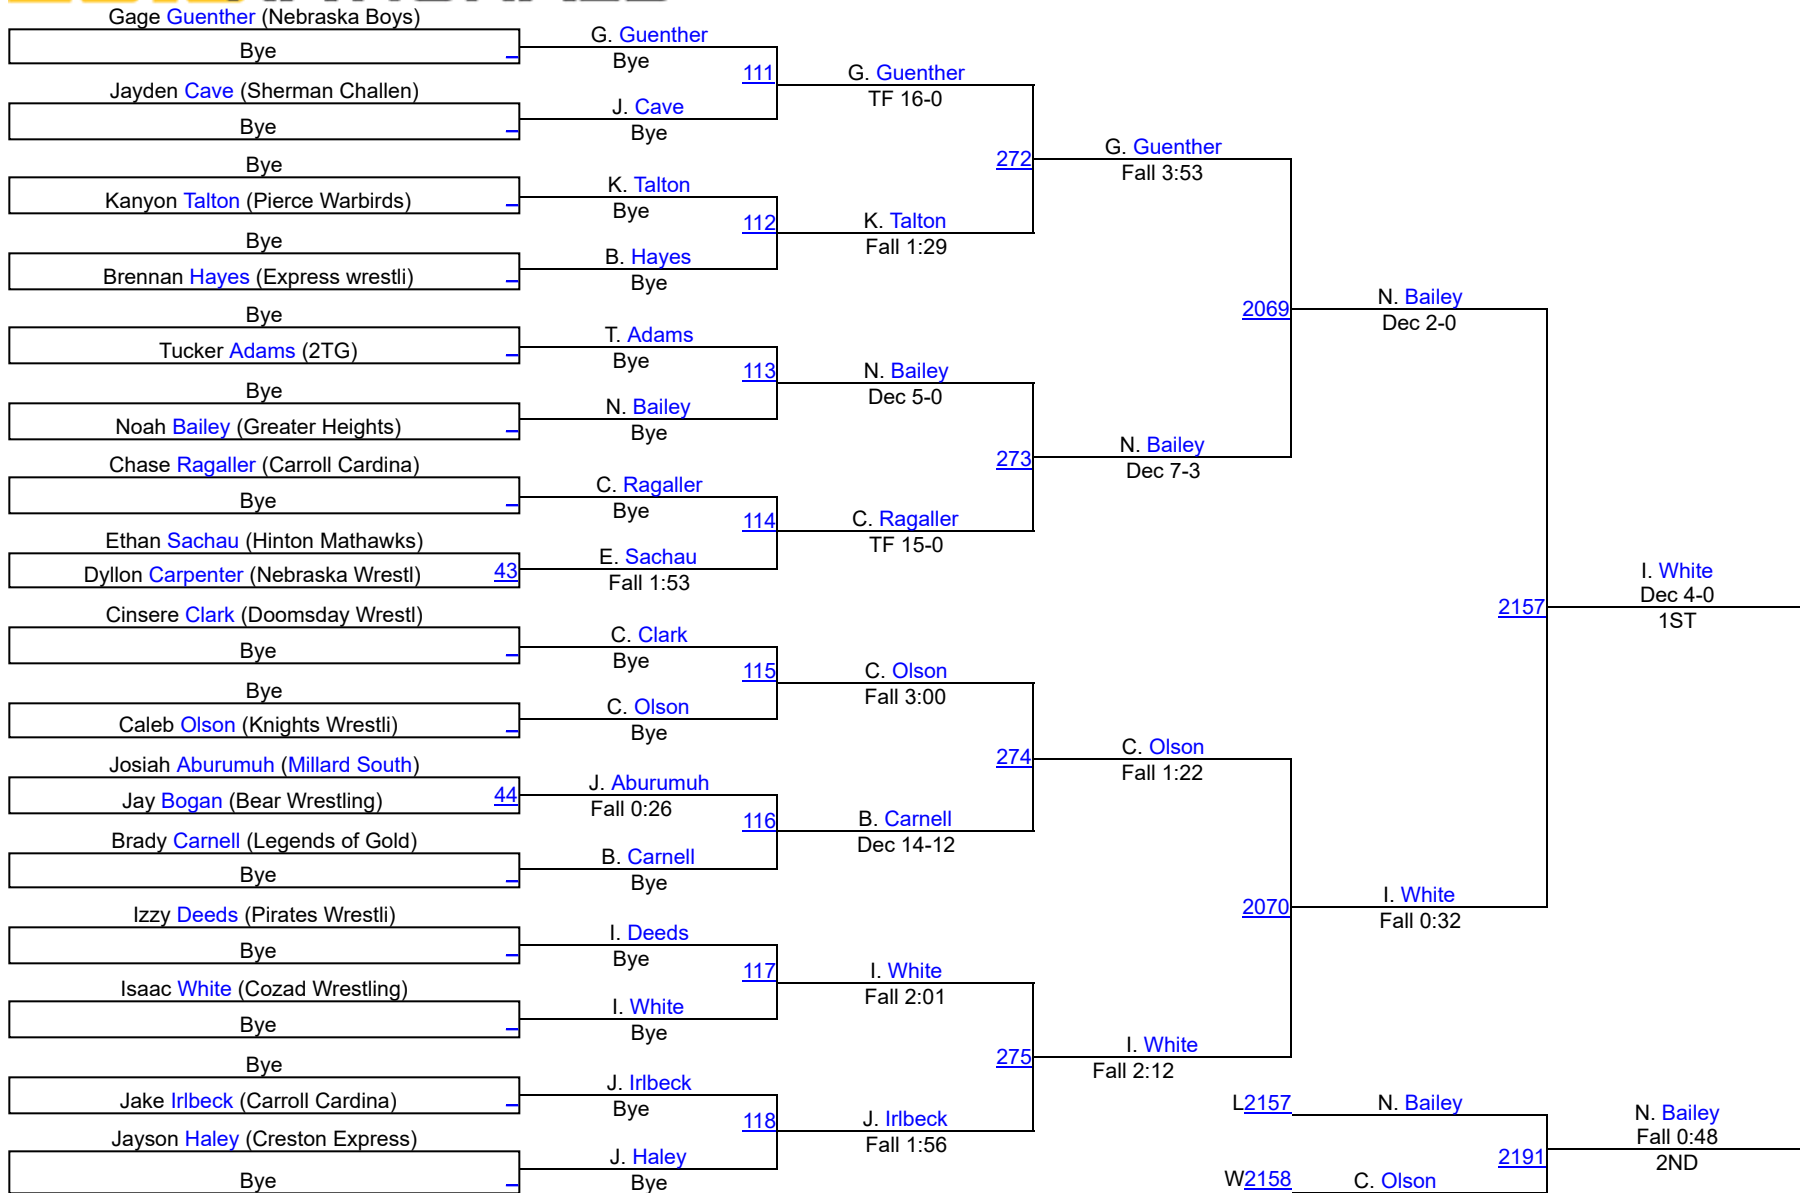 Gage Guenther (Nebraska Boys)
Bye
Jayden Cave (Sherman Challen)
Bye
Bye
Kanyon Talton (Pierce Warbirds)
Bye
Brennan Hayes (Express wrestli)
Bye
Tucker Adams (2TG)
Bye
Noah Bailey (Greater Heights)
Chase Ragaller (Carroll Cardina)
Bye
Ethan Sachau (Hinton Mathawks)
Dyllon Carpenter (Nebraska Wrestl) 43
Cinsere Clark (Doomsday Wrestl)
Bye
Bye
Caleb Olson (Knights Wrestli)
Josiah Aburumuh (Millard South)
Jay Bogan (Bear Wrestling) 44
Brady Carnell (Legends of Gold)
Bye
Izzy Deeds (Pirates Wrestli)
Bye
Isaac White (Cozad Wrestling)
Bye
Bye
Jake Irlbeck (Carroll Cardina)
Jayson Haley (Creston Express)
Bye
G. Guenther
Bye
111
J. Cave
Bye
K. Talton
Bye
112
B. Hayes
Bye
T. Adams
Bye
113
N. Bailey
Bye
C. Ragaller
Bye
114
E. Sachau
Fall 1:53
C. Clark
Bye
115
C. Olson
Bye
J. Aburumuh
Fall 0:26
116
B. Carnell
Bye
I. Deeds
Bye
117
I. White
Bye
J. Irlbeck
Bye
118
J. Haley
Bye
G. Guenther
TF 16-0
272
K. Talton
Fall 1:29
N. Bailey
Dec 5-0
273
C. Ragaller
TF 15-0
C. Olson
Fall 3:00
274
B. Carnell
Dec 14-12
I. White
Fall 2:01
275
J. Irlbeck
Fall 1:56
G. Guenther
Fall 3:53
2069
N. Bailey
Dec 7-3
C. Olson
Fall 1:22
2070
I. White
Fall 2:12
N. Bailey
Dec 2-0
2157
I. White
Fall 0:32
I. White
Dec 4-0
1ST
L2157 N. Bailey
2191
W2158 C. Olson
N. Bailey
Fall 0:48
2ND